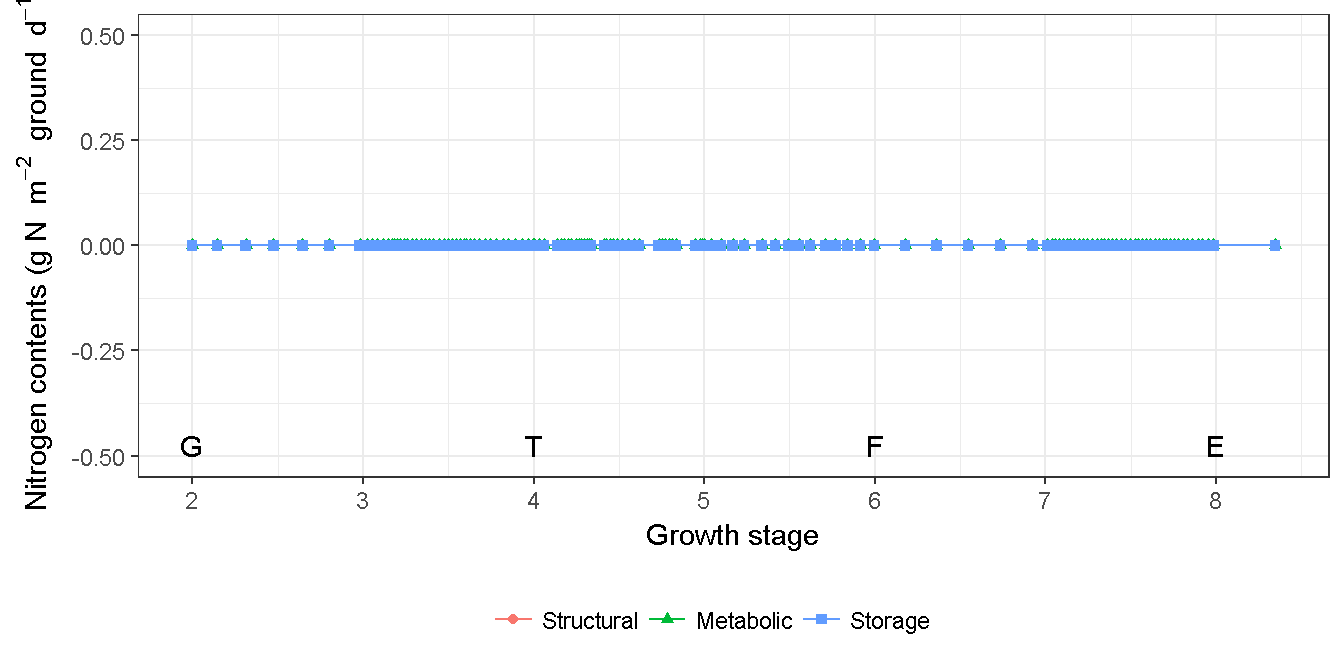 Nitrogen contents (g N m⁻² ground d⁻¹
0.50
0.25
0.00
-0.25
-0.50
G T F E
2 3 4 5 6 7 8
Growth stage
Structural Metabolic Storage